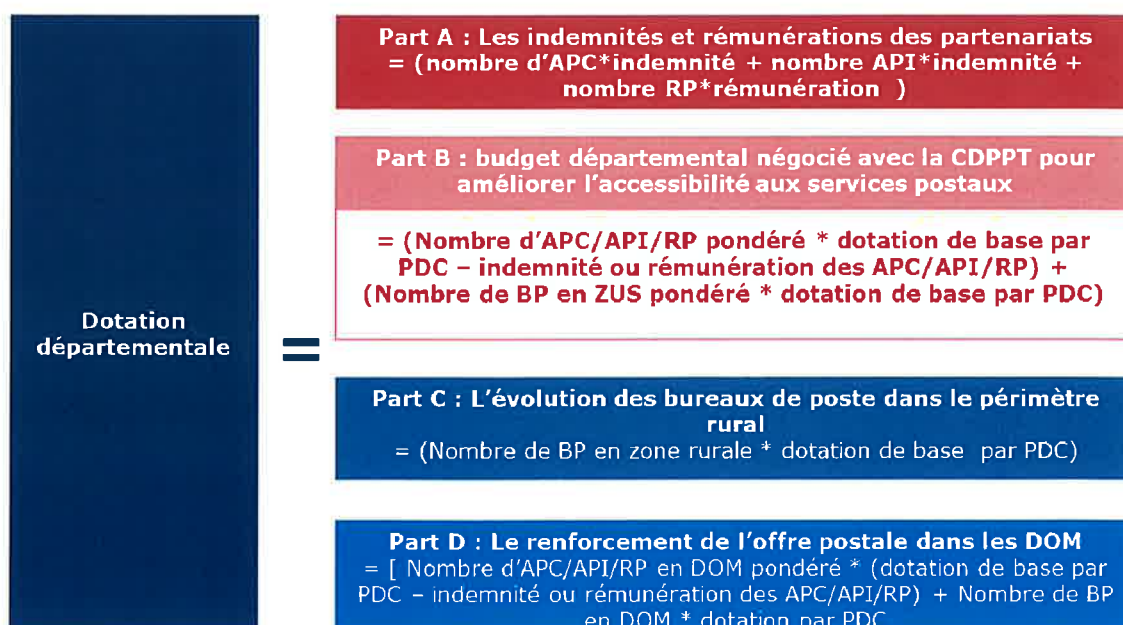 Dotation
départementale
=
Part A : Les indemnités et rémunérations des partenariats
= (nombre d'APC*indemnité + nombre API*indemnité +
nombre RP*rémunération )
Part B : budget départemental négocié avec la CDPPT pour
améliorer l'accessibilité aux services postaux
= (Nombre d'APC/API/RP pondéré * dotation de base par
PDC – indemnité ou rémunération des APC/API/RP) +
(Nombre de BP en ZUS pondéré * dotation de base par PDC)
Part C : L'évolution des bureaux de poste dans le périmètre
rural
= (Nombre de BP en zone rurale * dotation de base par PDC)
Part D : Le renforcement de l'offre postale dans les DOM
= [ Nombre d'APC/API/RP en DOM pondéré * (dotation de base par
PDC – indemnité ou rémunération des APC/API/RP) + Nombre de BP
en DOM * dotation par PDC